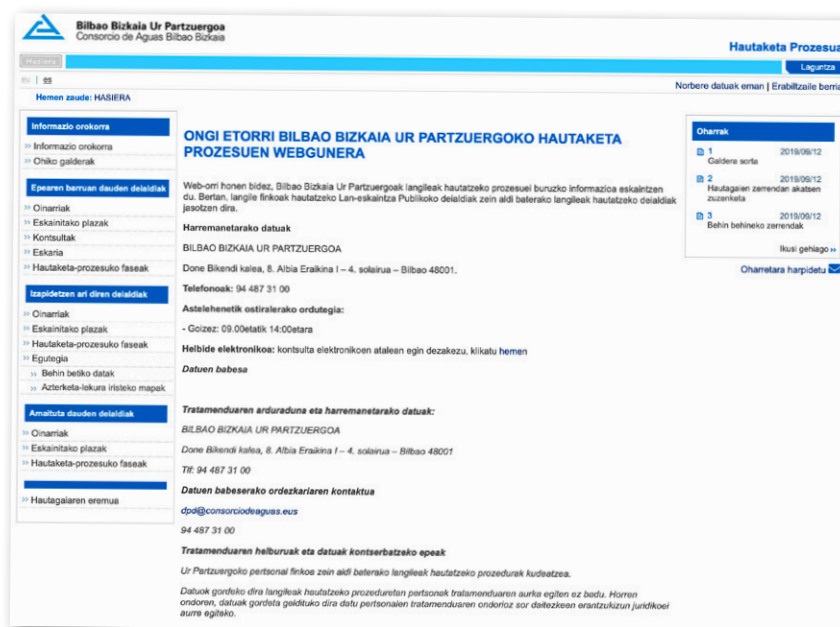 Bilbao Bizkaia Ur Partzuergoa
Consorcio de Aguas Bilbao Bizkaia
Hautaketa Prozesua
Hasiera
Laguntza
eu | es
Norbere datuak eman | Erabiltzaile berria
Hemen zaude: HASIERA
Informazio orokorra
Informazio orokorra
Ohiko galderak
Epearen barruan dauden deialdiak
Oinarriak
Eskainitako plazak
Kontsultak
Eskaria
Hautaketa-prozesuko faseak
Izapidetzen ari diren deialdiak
Oinarriak
Eskainitako plazak
Hautaketa-prozesuko faseak
Egutegia
Behin betiko datak
Azterketa-lekura iristeko mapak
Amaituta dauden deialdiak
Oinarriak
Eskainitako plazak
Hautaketa-prozesuko faseak
Hautagaiaren eremua
ONGI ETORRI BILBAO BIZKAIA UR PARTZUERGOKO HAUTAKETA
PROZESUEN WEBGUNERA
Web-orri honen bidez, Bilbao Bizkaia Ur Partzuergoak langileak hautatzeko prozesuei buruzko informazioa eskaintzen
du. Bertan, langile finkoak hautatzeko Lan-eskaintza Publikoko deialdiak zein aldi baterako langileak hautatzeko deialdiak
jasotzen dira.
Harremanetarako datuak
BILBAO BIZKAIA UR PARTZUERGOA
Done Bikendi kalea, 8. Albia Eraikina I – 4. solairua – Bilbao 48001.
Telefonoak: 94 487 31 00
Astelehenetik ostiralerako ordutegia:
- Goizez: 09.00etatik 14:00etara
Helbide elektronikoa: kontsulta elektronikoen atalean egin dezakezu, klikatu hemen
Datuen babesa
Tratamenduaren arduraduna eta harremanetarako datuak:
BILBAO BIZKAIA UR PARTZUERGOA
Done Bikendi kalea, 8. Albia Eraikina I – 4. solairua – Bilbao 48001
Tlf: 94 487 31 00
Datuen babeserako ordezkariaren kontaktua
dpd@consorciodeaguas.eus
94 487 31 00
Tratamenduaren helburuak eta datuak kontserbatzeko epeak
Ur Partzuergoko pertsonal finkoa zein aldi baterako langileak hautatzeko prozedurak kudeatzea.
Datuok gordeko dira langileak hautatzeko prozeduretan pertsonek tratamenduaren aurka egiten ez badu. Horren
ondoren, datuak gordeta geldituko dira datu pertsonalen tratamenduaren ondorioz sor daitezkeen erantzukizun juridikoei
aurre egiteko.
Oharrak
1 2019/09/12
Galdera sorta
2 2019/09/12
Hautagaien zerrendan akatsen
zuzenketa
3 2019/09/12
Behin behineko zerrendak
Ikusi gehiago
Oharretara harpidetu